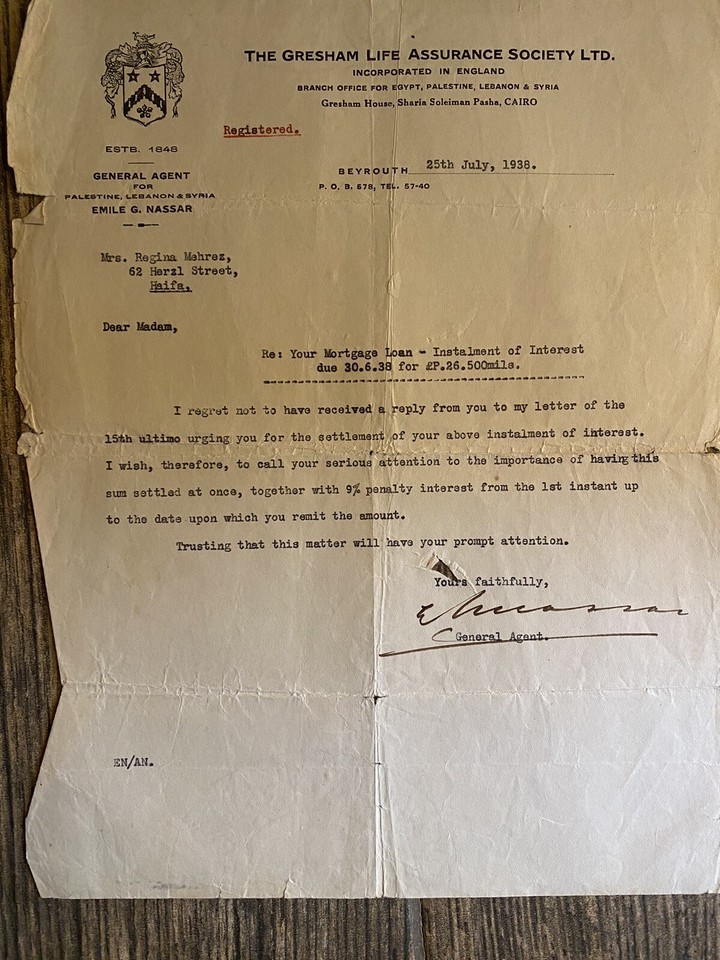 THE GRESHAM LIFE ASSURANCE SOCIETY LTD.
INCORPORATED IN ENGLAND
BRANCH OFFICE FOR EGYPT, PALESTINE, LEBANON & SYRIA
Gresham House, Sharia Soleiman Pasha, CAIRO
Registered.
ESTB. 1848
GENERAL AGENT
FOR
PALESTINE, LEBANON & SYRIA
EMILE G. NASSAR
BEYROUTH 25th July, 1938.
P. O. B. 678, TEL. 57-40
Mrs. Regina Mehrez,
62 Herzl Street,
Haifa.
Dear Madam,
Re: Your Mortgage Loan - Instalment of Interest
due 30.6.38 for £P.26.500mils.
I regret not to have received a reply from you to my letter of the
15th ultimo urging you for the settlement of your above instalment of interest.
I wish, therefore, to call your serious attention to the importance of having this
sum settled at once, together with 9% penalty interest from the 1st instant up
to the date upon which you remit the amount.
Trusting that this matter will have your prompt attention.
Yours faithfully,
General Agent.
EN/AN.